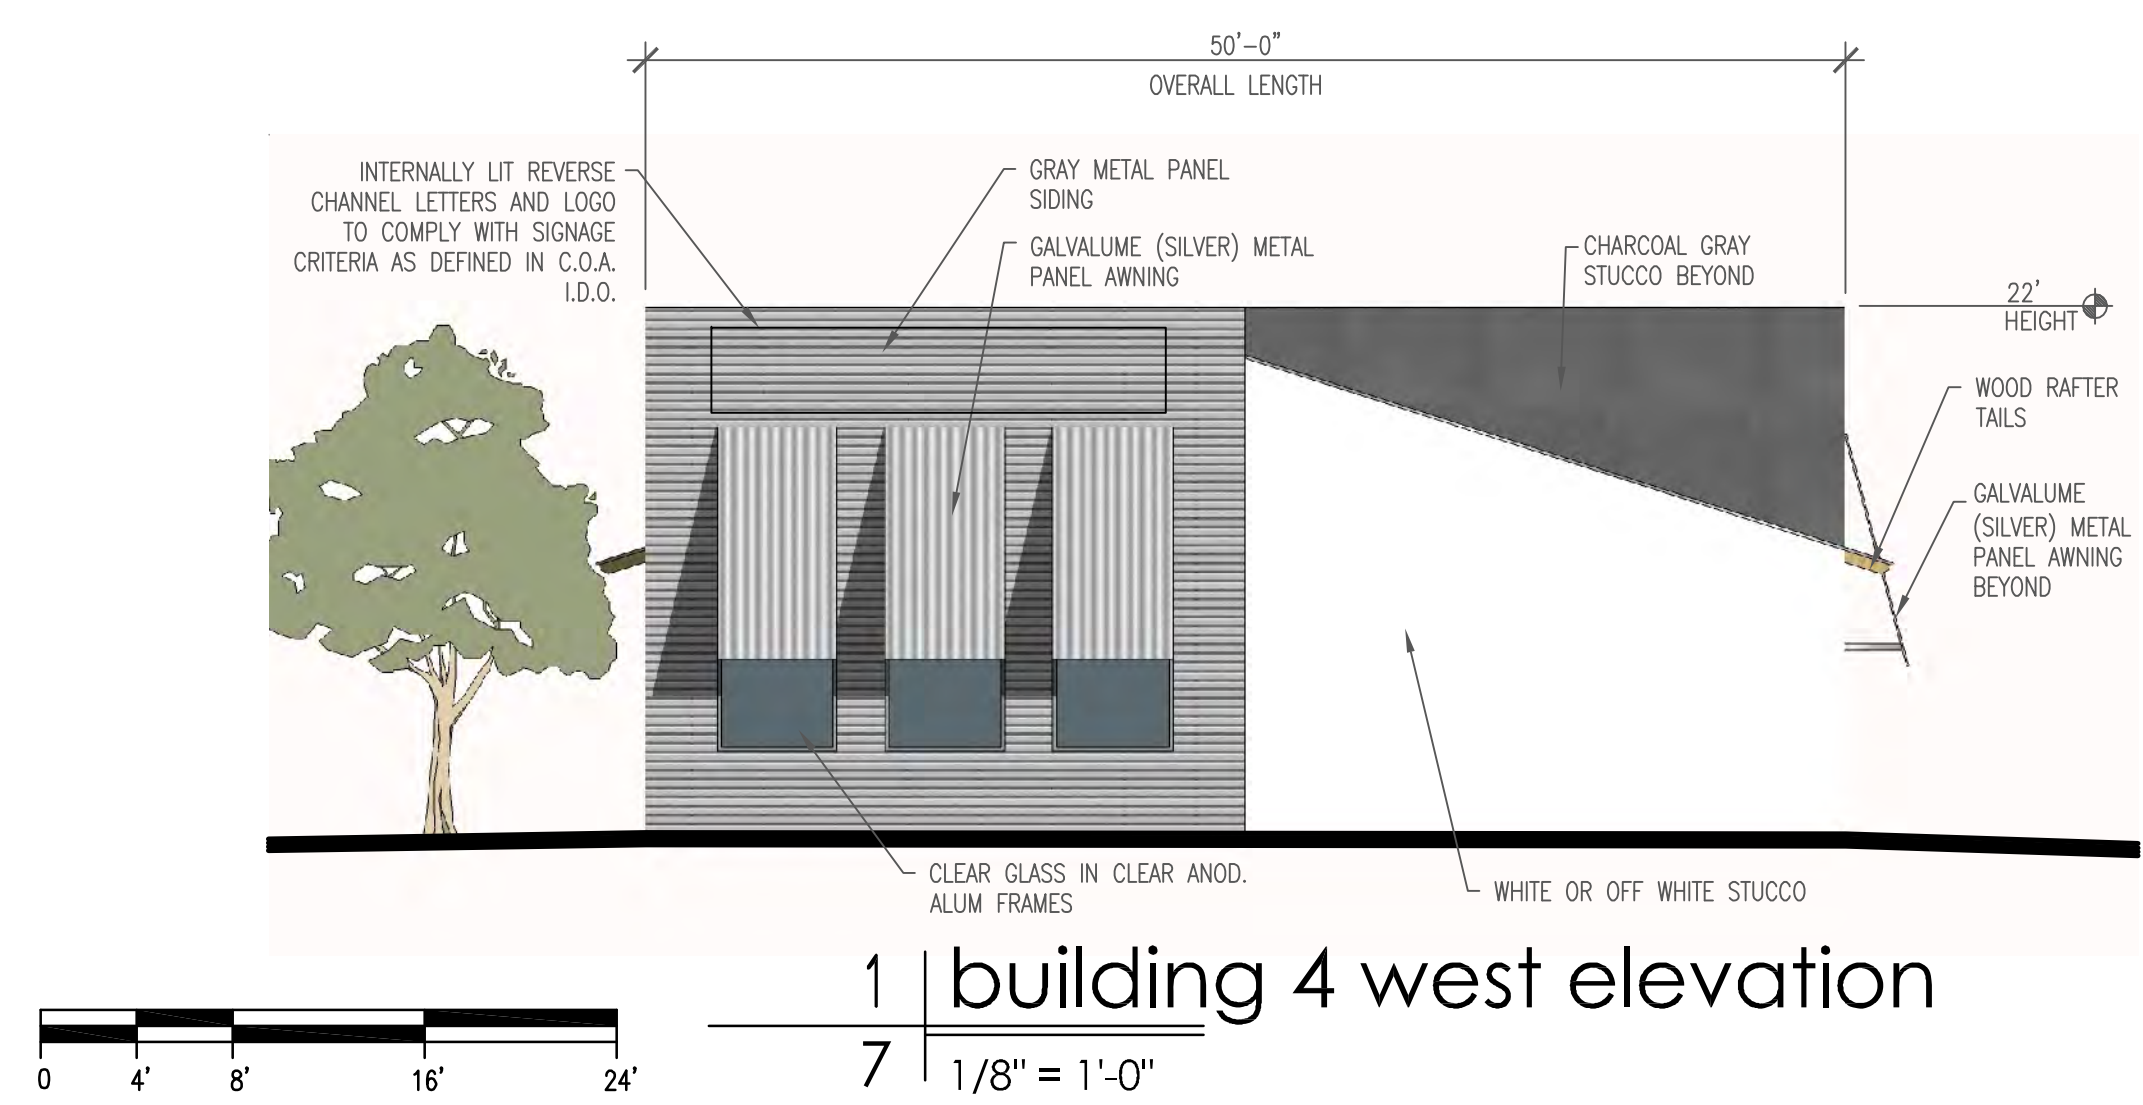 50'-0"
OVERALL LENGTH
INTERNALLY LIT REVERSE
CHANNEL LETTERS AND LOGO
TO COMPLY WITH SIGNAGE
CRITERIA AS DEFINED IN C.O.A.
I.D.O.
GRAY METAL PANEL
SIDING
GALVALUME (SILVER) METAL
PANEL AWNING
CHARCOAL GRAY
STUCCO BEYOND
22'
HEIGHT
WOOD RAFTER
TAILS
GALVALUME
(SILVER) METAL
PANEL AWNING
BEYOND
CLEAR GLASS IN CLEAR ANOD.
ALUM FRAMES
WHITE OR OFF WHITE STUCCO
1
building 4 west elevation
7
1/8" = 1'-0"
0 4' 8' 16' 24'